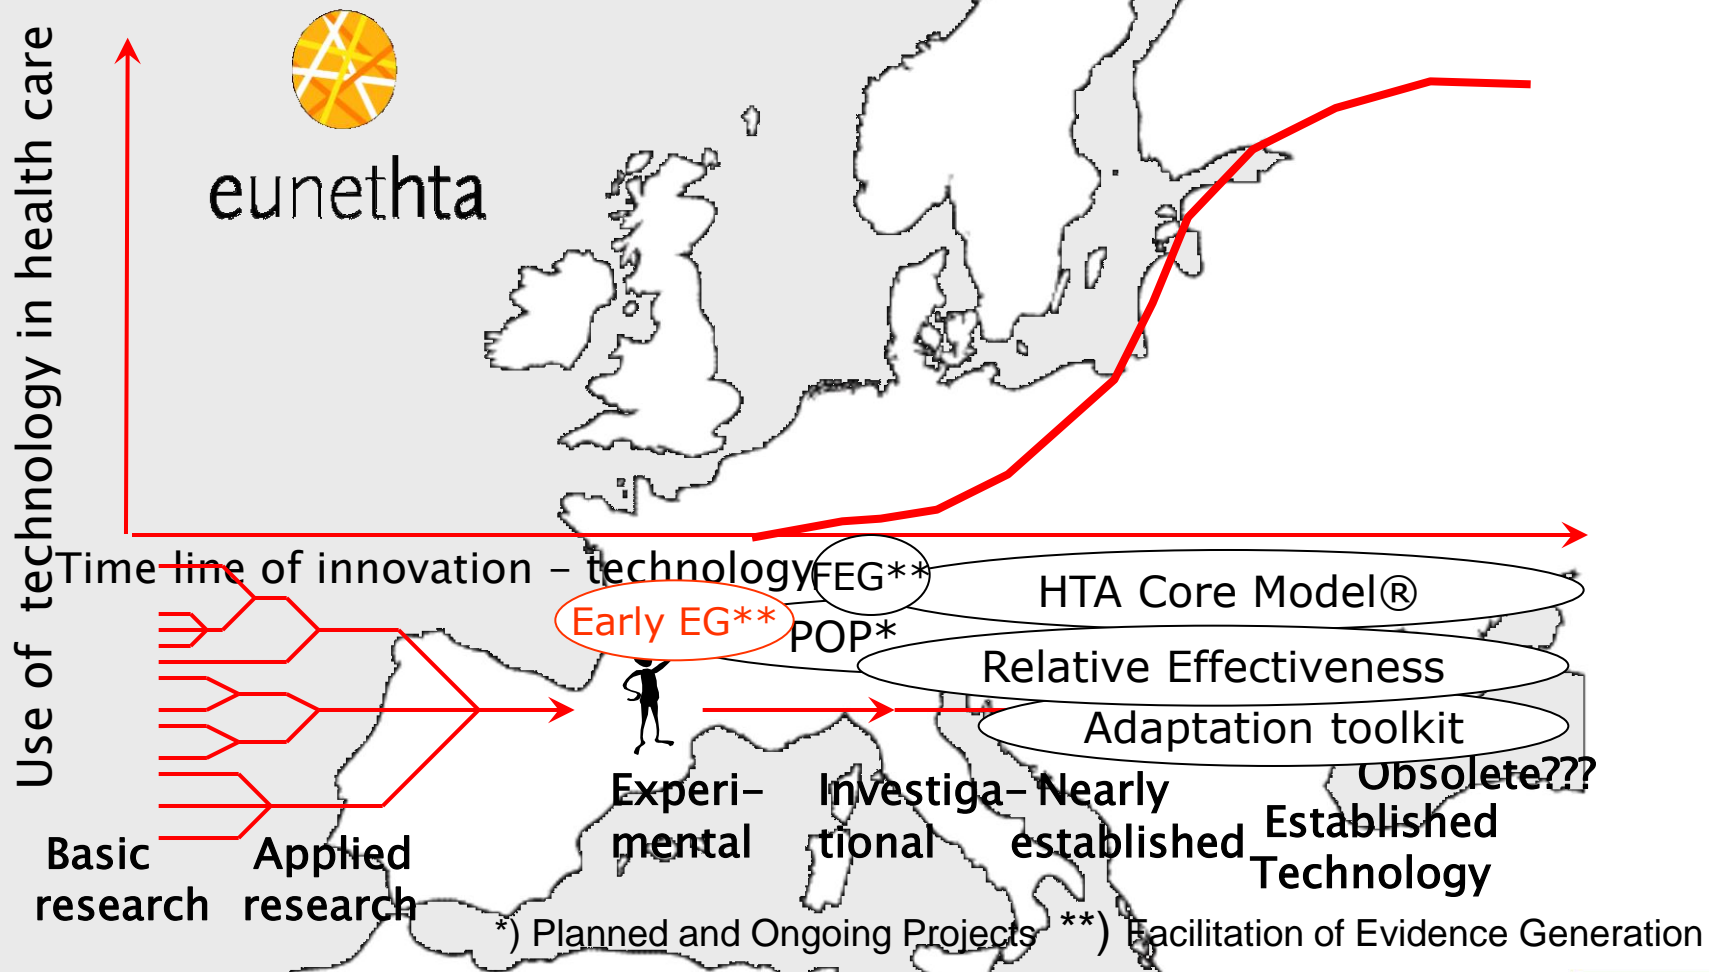 Use of technology in health care
eunethta
Time line of innovation – technology
FEG**
HTA Core Model®
Early EG**
POP*
Relative Effectiveness
Adaptation toolkit
Obsolete???
Experi-
mental
Investiga-
tional
Nearly
established
Established
Technology
Basic
research
Applied
research
*) Planned and Ongoing Projects
**) Facilitation of Evidence Generation